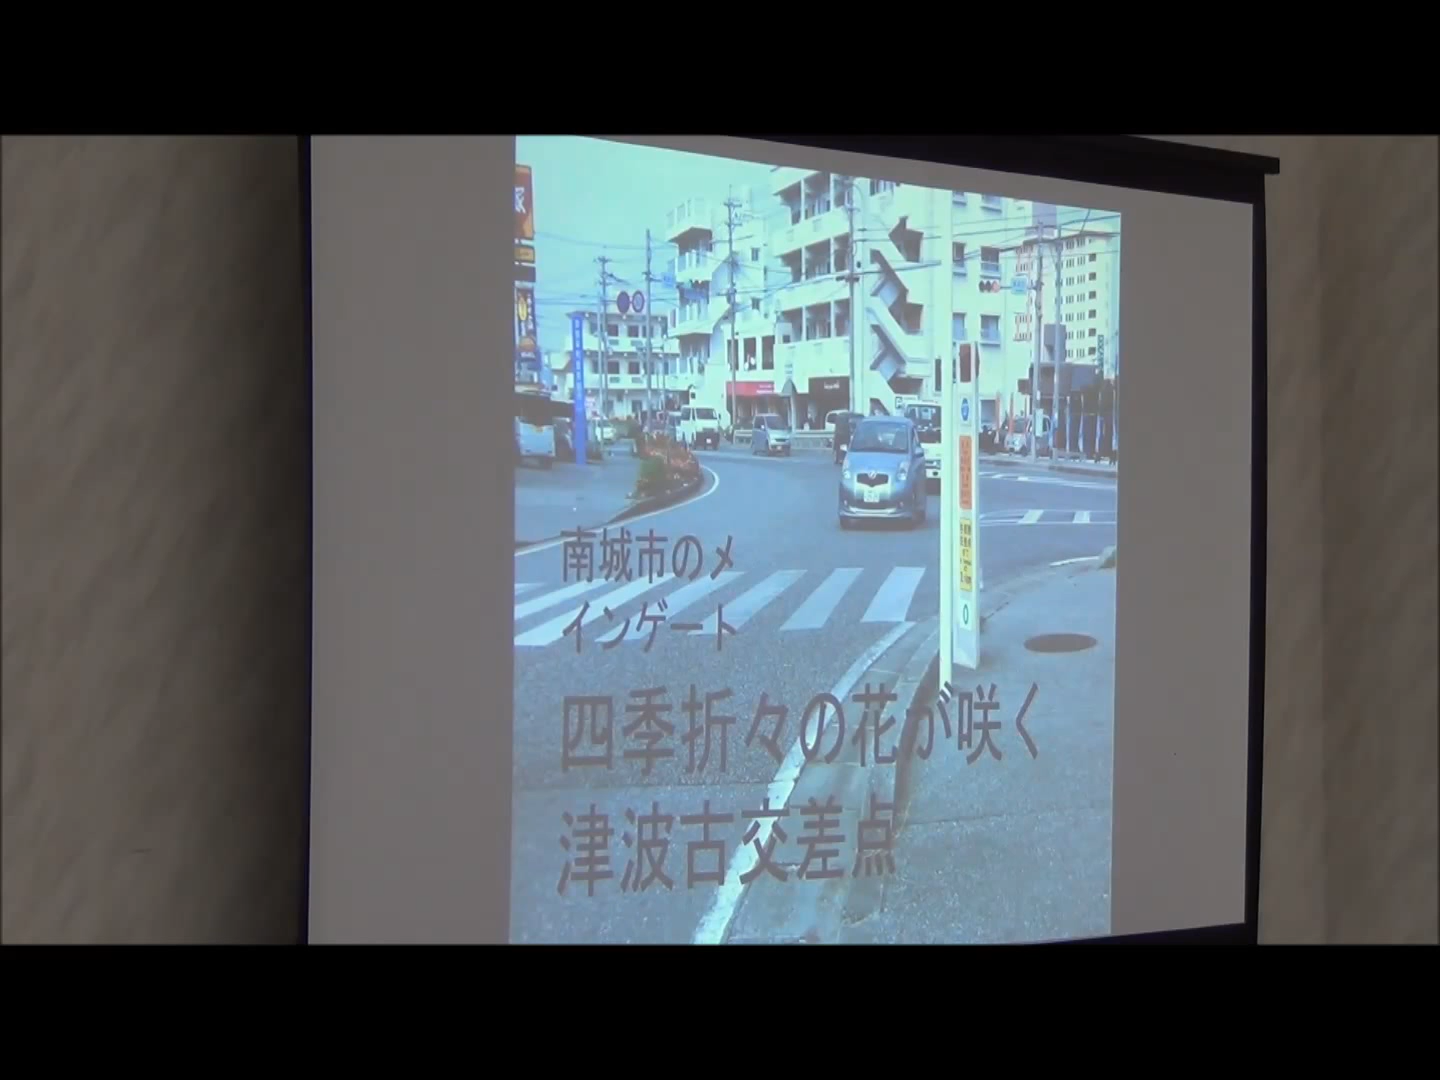 南城市のメ
インゲート
四季折々の花が咲く
津波古交差点